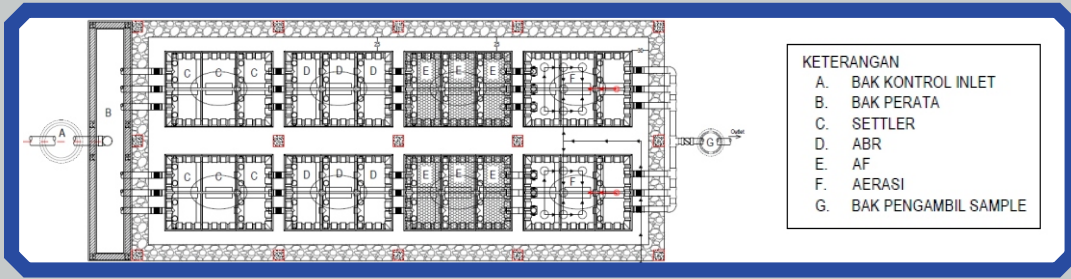 A
B
C C C
D D D
E E E
F
C C C
D D D
E E E
F
G
Outlet
KETERANGAN
A. BAK KONTROL INLET
B. BAK PERATA
C. SETTLER
D. ABR
E. AF
F. AERASI
G. BAK PENGAMBIL SAMPLE